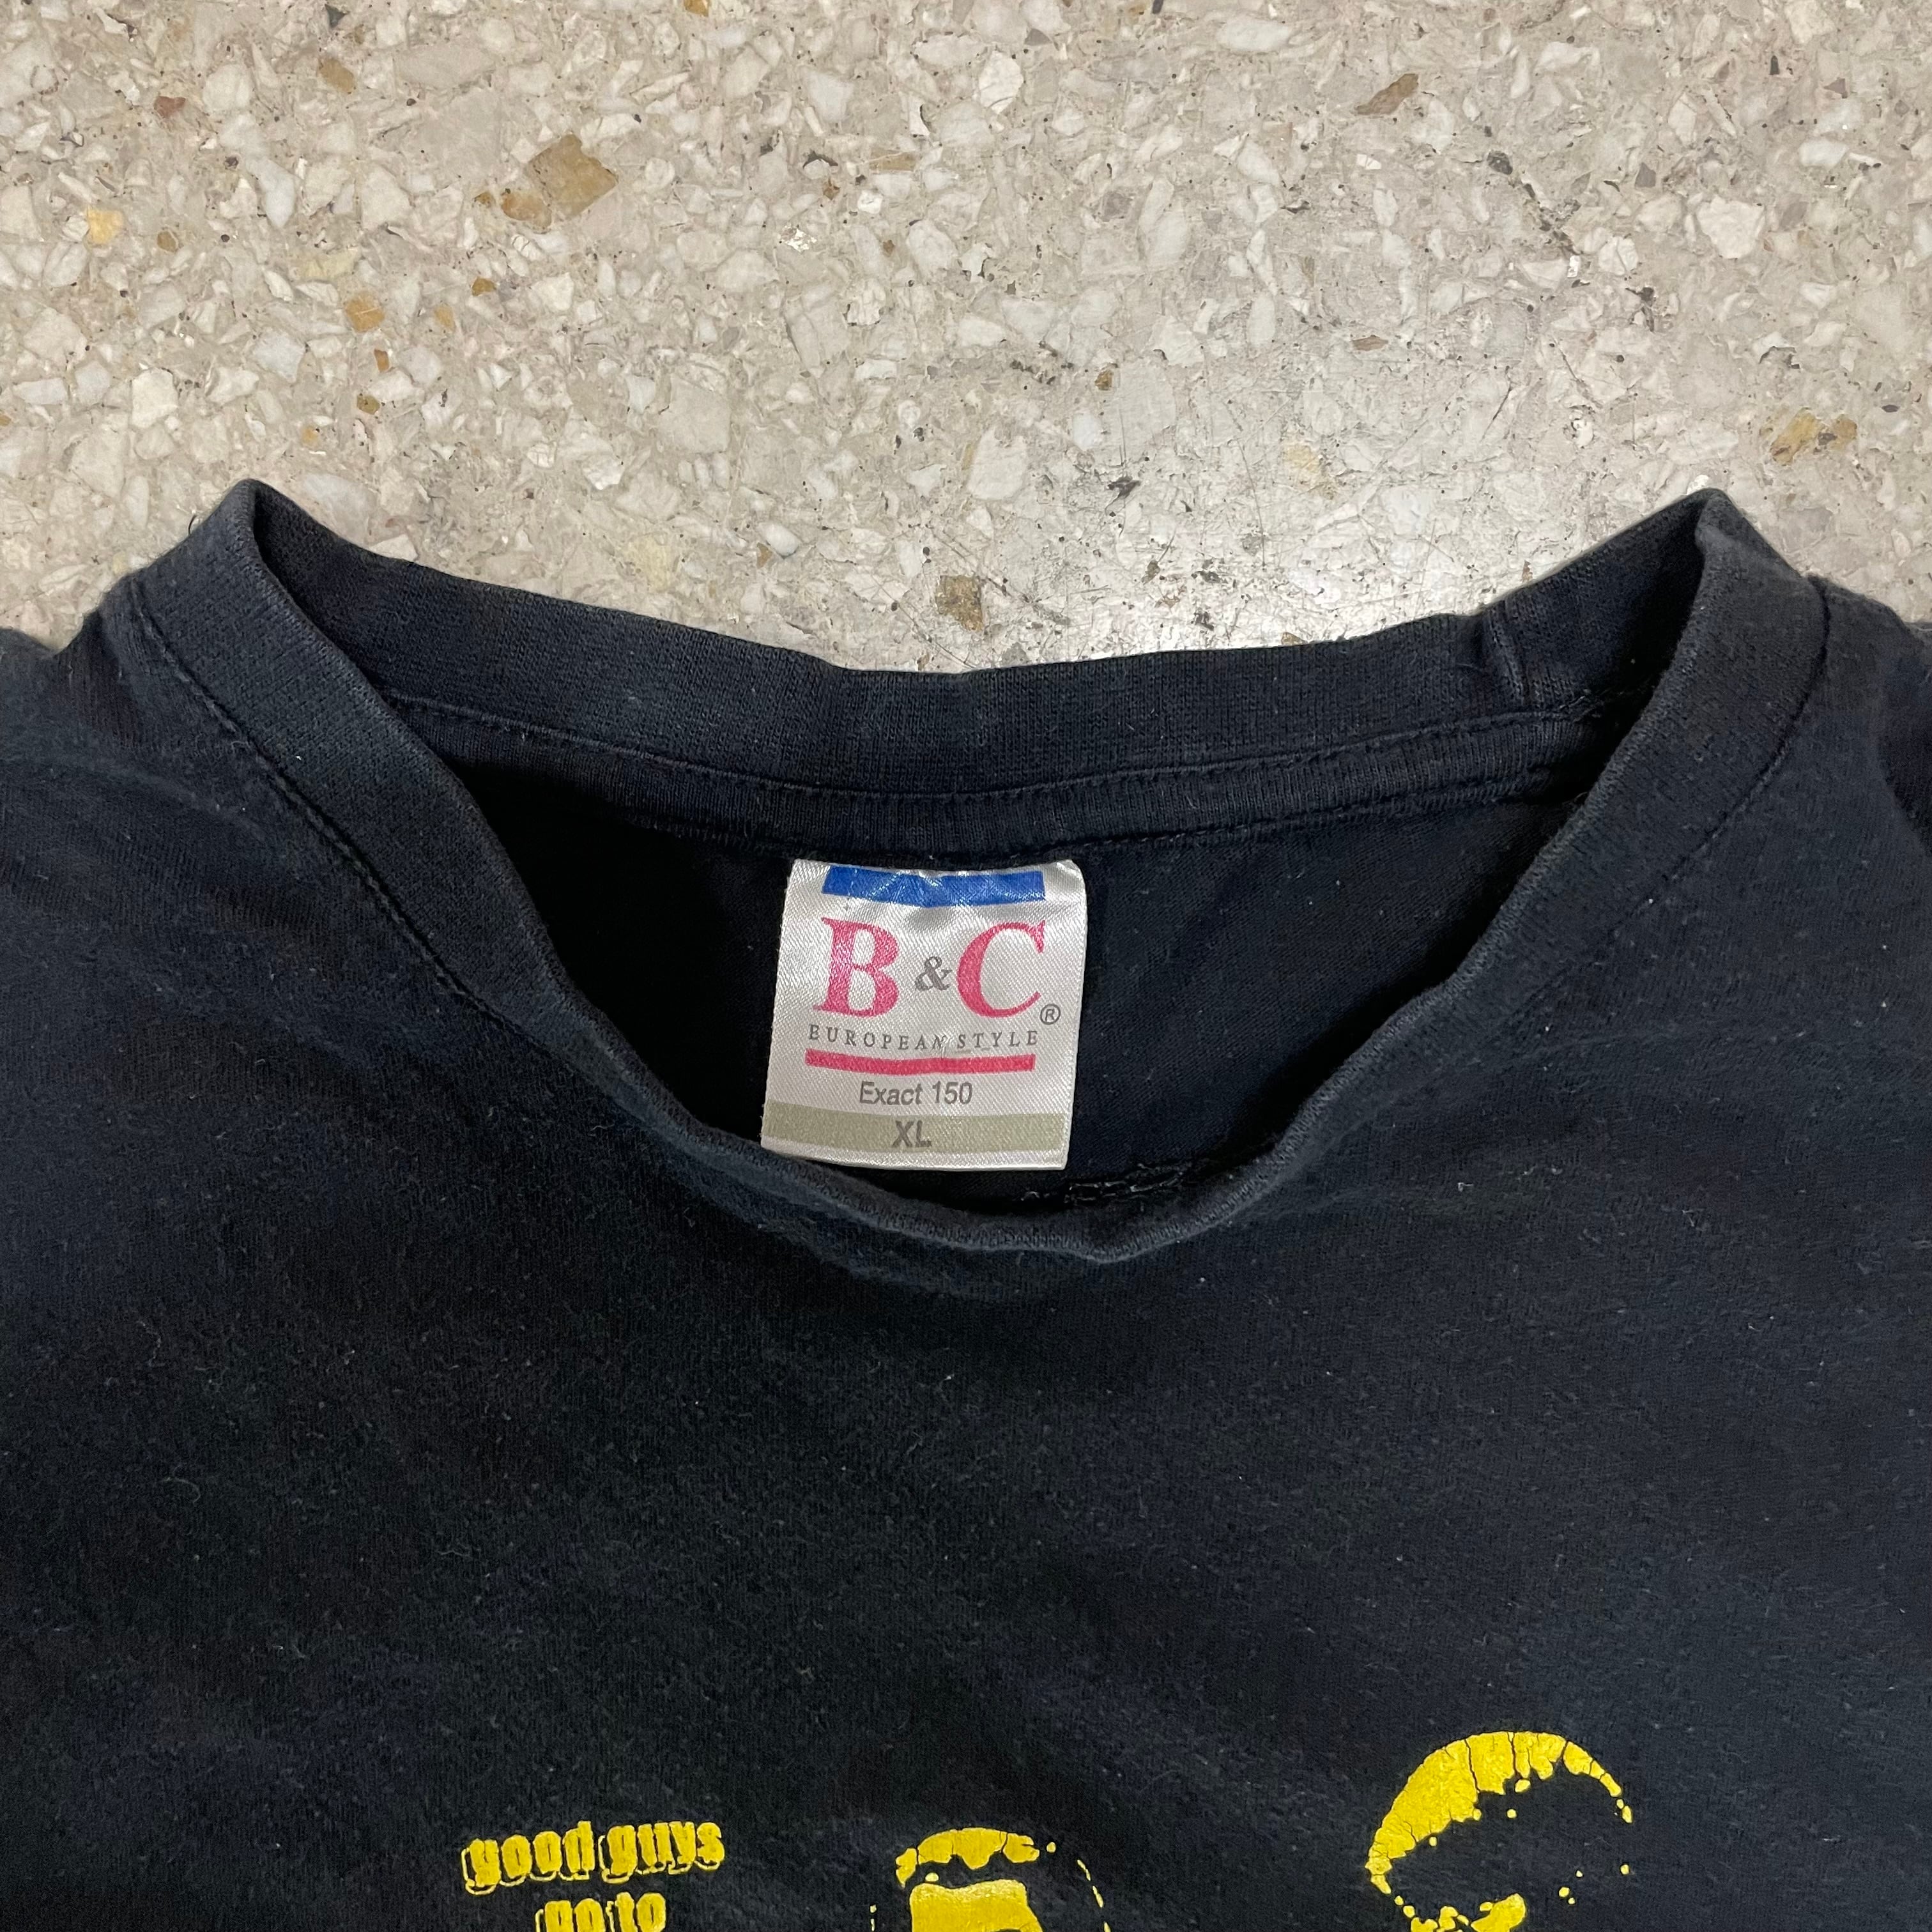 B & C ®
EUROPEAN STYLE
Exact 150
XL
good guys
go to